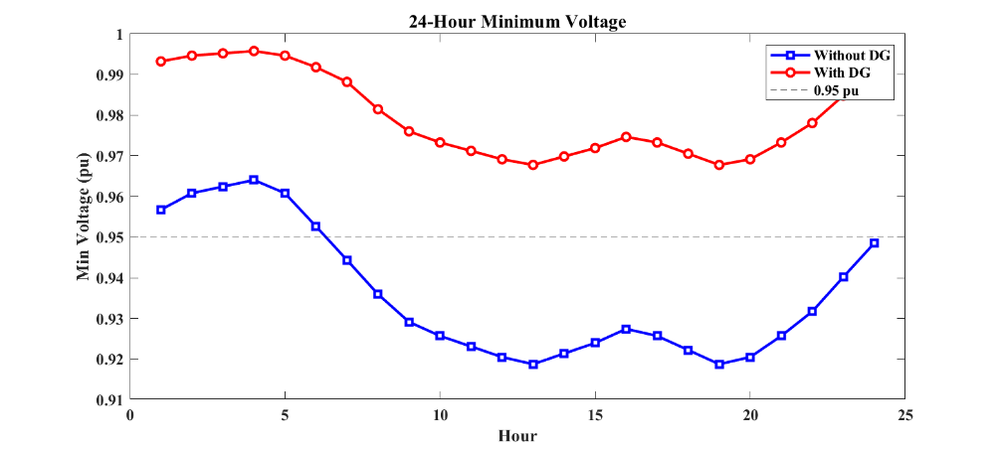 24-Hour Minimum Voltage
1
0.99
0.98
0.97
0.96
0.95
0.94
0.93
0.92
0.91
Min Voltage (pu)
Without DG
With DG
0.95 pu
0 5 10 15 20 25
Hour